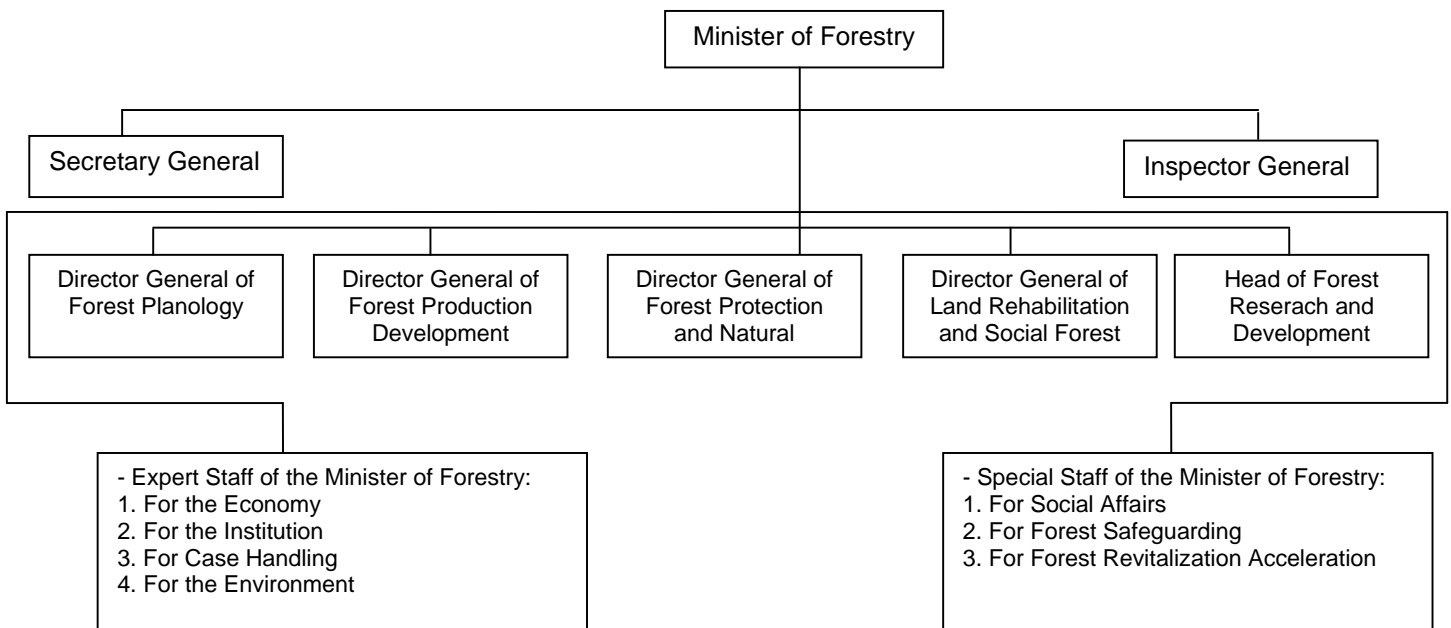 Minister of Forestry
Secretary General
Inspector General
Director General of
Forest Planology
Director General of
Forest Production
Development
Director General of
Forest Protection
and Natural
Director General of
Land Rehabilitation
and Social Forest
Head of Forest
Reserach and
Development
- Expert Staff of the Minister of Forestry:
1. For the Economy
2. For the Institution
3. For Case Handling
4. For the Environment
- Special Staff of the Minister of Forestry:
1. For Social Affairs
2. For Forest Safeguarding
3. For Forest Revitalization Acceleration